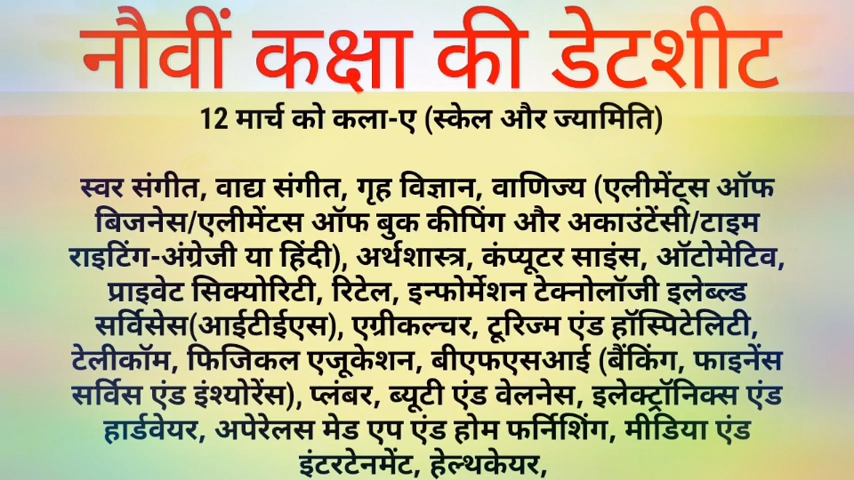 नौवीं कक्षा की डेटशीट
12 मार्च को कला-ए (स्केल और ज्यामिति)
स्वर संगीत, वाद्य संगीत, गृह विज्ञान, वाणिज्य (एलीमेंट्स ऑफ
बिजनेस/एलीमेंटस ऑफ बुक कीपिंग और अकाउंटेंसी/टाइम
राइटिंग-अंग्रेजी या हिंदी), अर्थशास्त्र, कंप्यूटर साइंस, ऑटोमेटिव,
प्राइवेट सिक्योरिटी, रिटेल, इन्फोर्मेशन टेक्नोलॉजी इलेब्ल्ड
सर्विसेस(आईटीईएस), एग्रीकल्चर, टूरिज्म एंड हॉस्पिटेलिटी,
टेलीकॉम, फिजिकल एजूकेशन, बीएफएसआई (बैंकिंग, फाइनेंस
सर्विस एंड इंश्योरेंस), प्लंबर, ब्यूटी एंड वेलनेस, इलेक्ट्रॉनिक्स एंड
हार्डवेयर, अपेरेलस मेड एप एंड होम फर्निशिंग, मीडिया एंड
इंटरटेनमेंट, हेल्थकेयर,